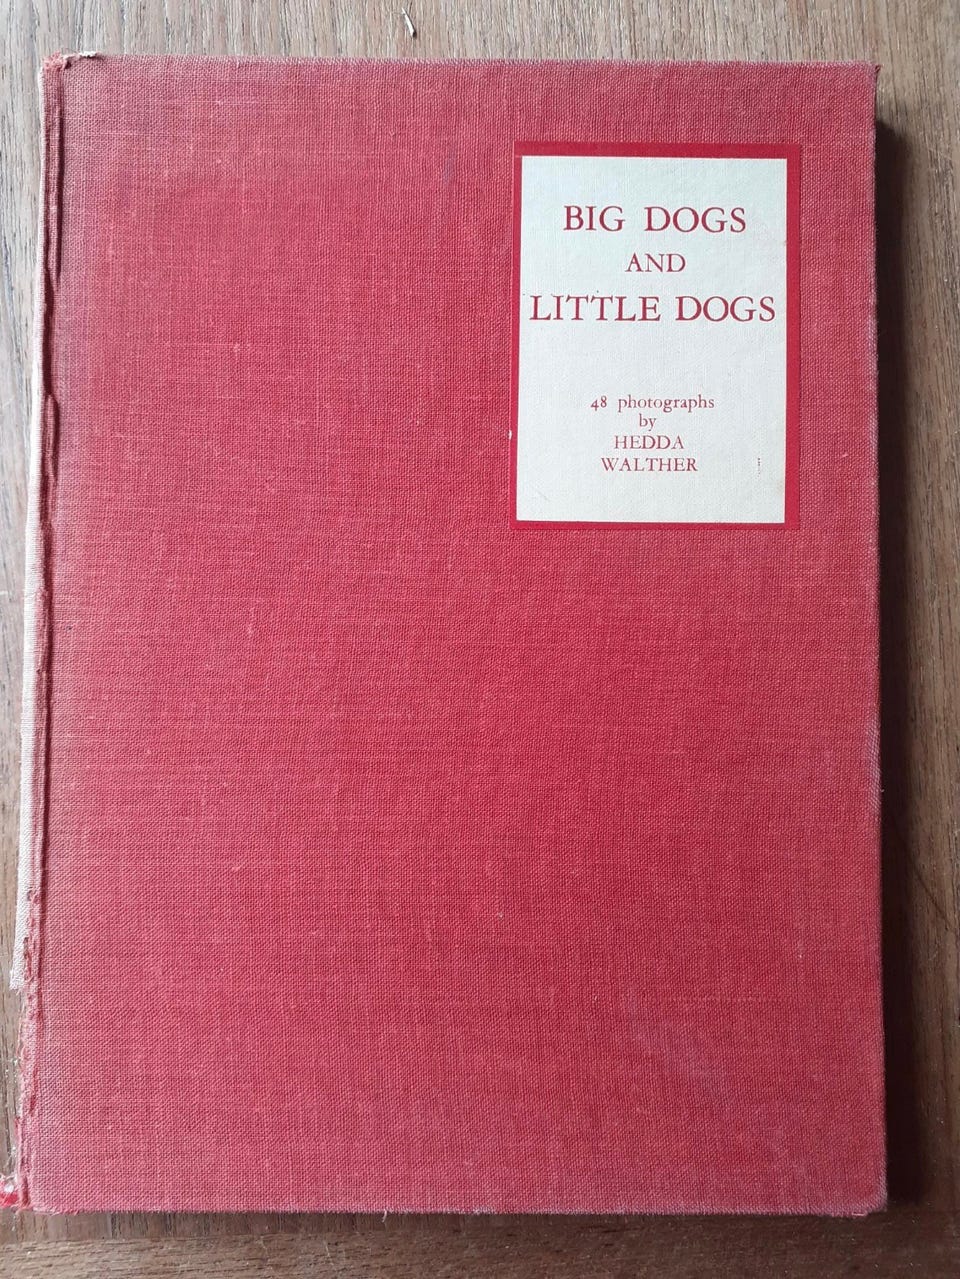 BIG DOGS
AND
LITTLE DOGS
48 photographs
by
HEDDA
WALTHER